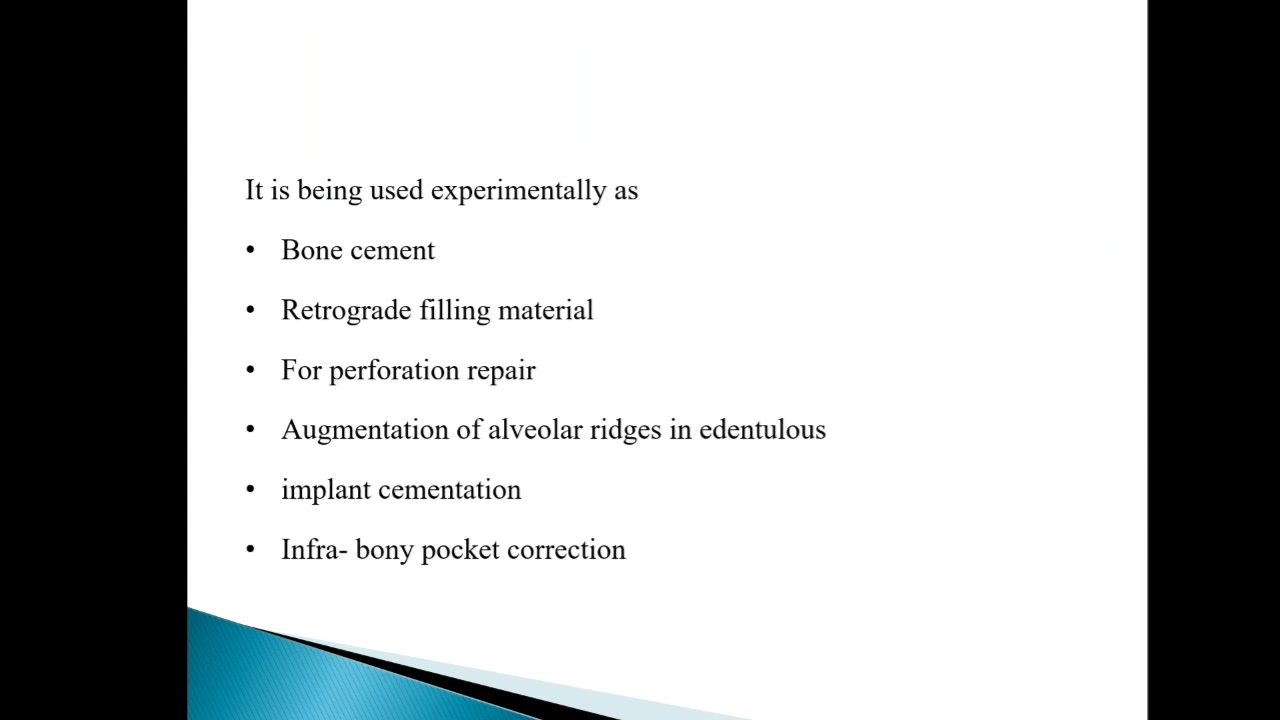 It is being used experimentally as
• Bone cement
• Retrograde filling material
• For perforation repair
• Augmentation of alveolar ridges in edentulous
• implant cementation
• Infra- bony pocket correction